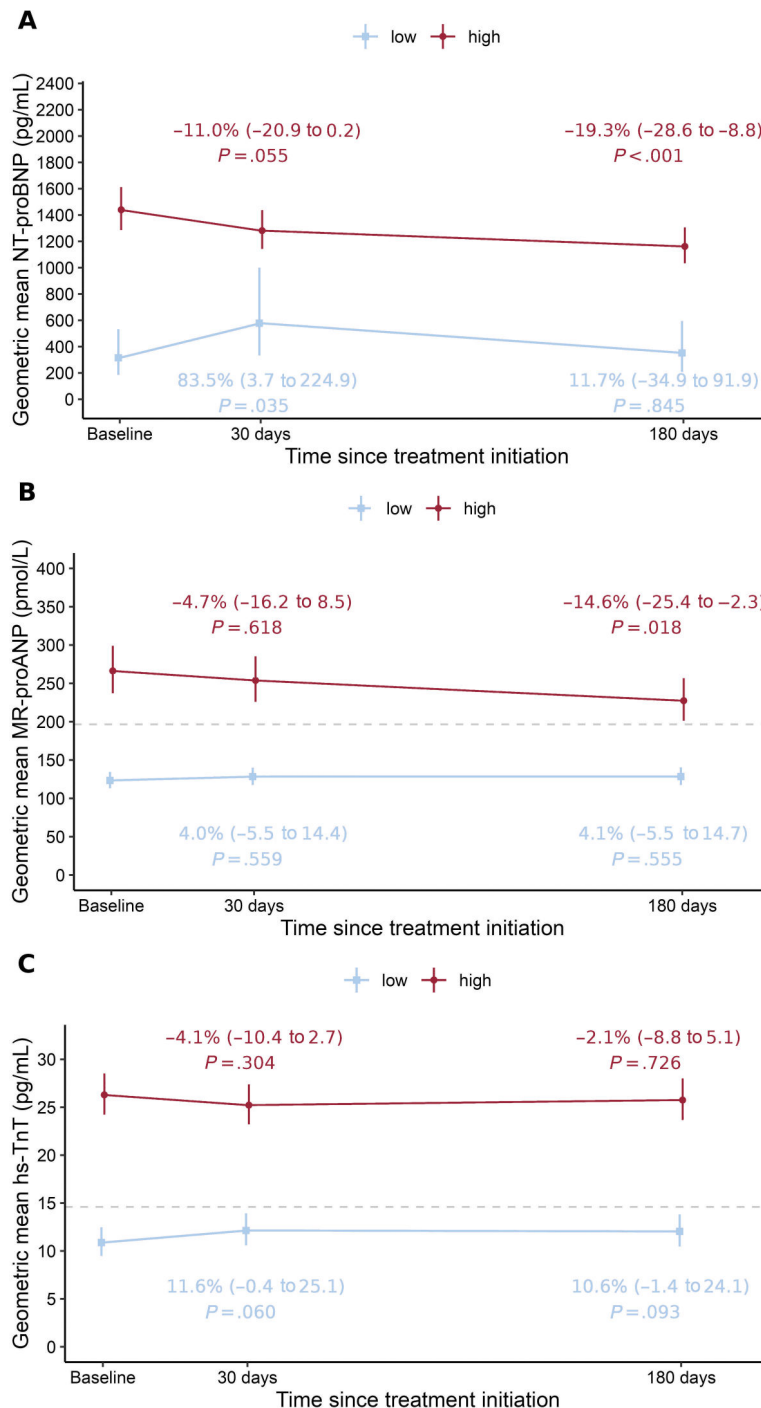 A
low high
Geometric mean NT-proBNP (pg/mL)
2400
2200
2000
1800
1600
1400
1200
1000
800
600
400
200
0
–11.0% (–20.9 to 0.2)
P=.055
–19.3% (–28.6 to –8.8)
P<.001
83.5% (3.7 to 224.9)
P=.035
11.7% (–34.9 to 91.9)
P=.845
Baseline 30 days 180 days
Time since treatment initiation
B
low high
Geometric mean MR-proANP (pmol/L)
400
350
300
250
200
150
100
50
0
–4.7% (–16.2 to 8.5)
P=.618
–14.6% (–25.4 to –2.3)
P=.018
4.0% (–5.5 to 14.4)
P=.559
4.1% (–5.5 to 14.7)
P=.555
Baseline 30 days 180 days
Time since treatment initiation
C
low high
Geometric mean hs-TnT (pg/mL)
30
25
20
15
10
5
0
–4.1% (–10.4 to 2.7)
P=.304
–2.1% (–8.8 to 5.1)
P=.726
11.6% (–0.4 to 25.1)
P=.060
10.6% (–1.4 to 24.1)
P=.093
Baseline 30 days 180 days
Time since treatment initiation